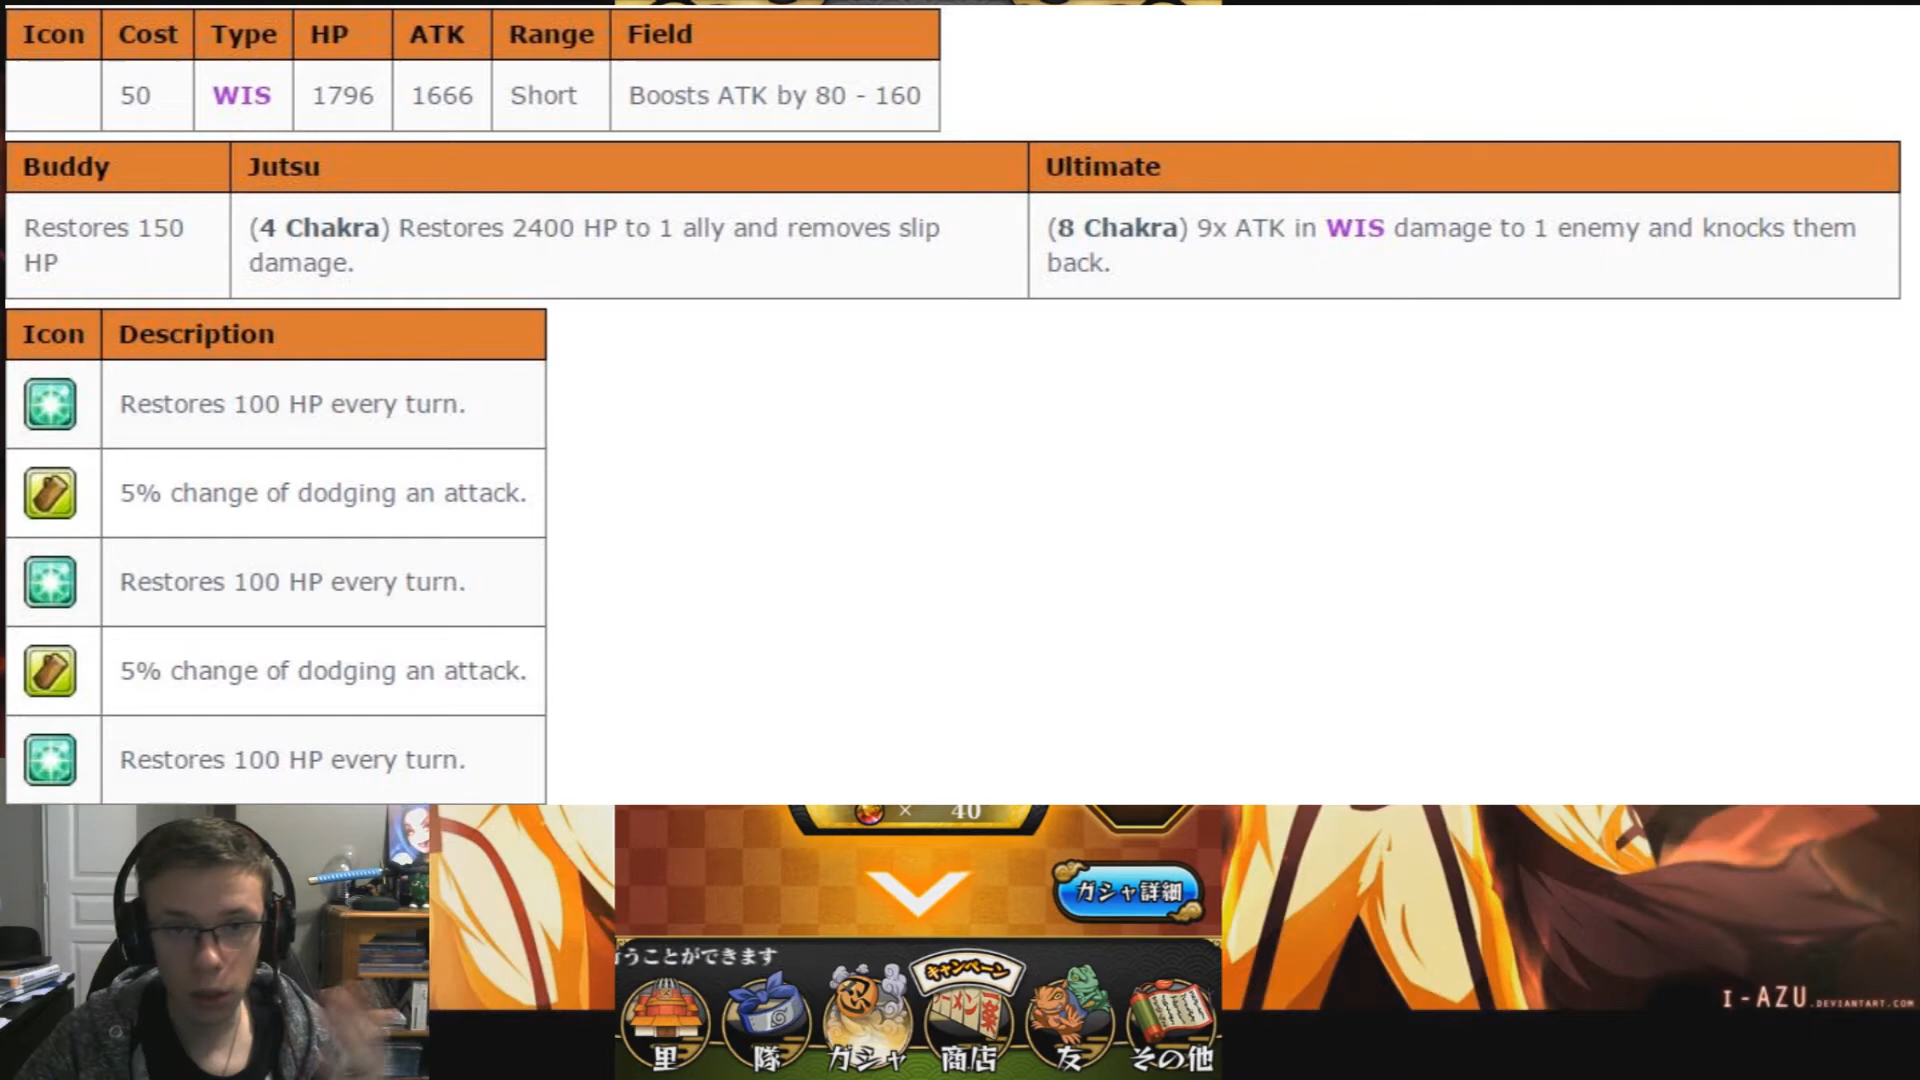 Icon Cost Type HP ATK Range Field
50 WIS 1796 1666 Short Boosts ATK by 80 - 160
Buddy Jutsu Ultimate
Restores 150 HP
(4 Chakra) Restores 2400 HP to 1 ally and removes slip
damage.
(8 Chakra) 9x ATK in WIS damage to 1 enemy and knocks them
back.
Icon Description
Restores 100 HP every turn.
5% change of dodging an attack.
Restores 100 HP every turn.
5% change of dodging an attack.
Restores 100 HP every turn.
× 40
ガシャ詳細
うことができます
キャンペーン
里 隊 ガシャ 商店 友 その他
I-AZU.DEVIANTART.COM